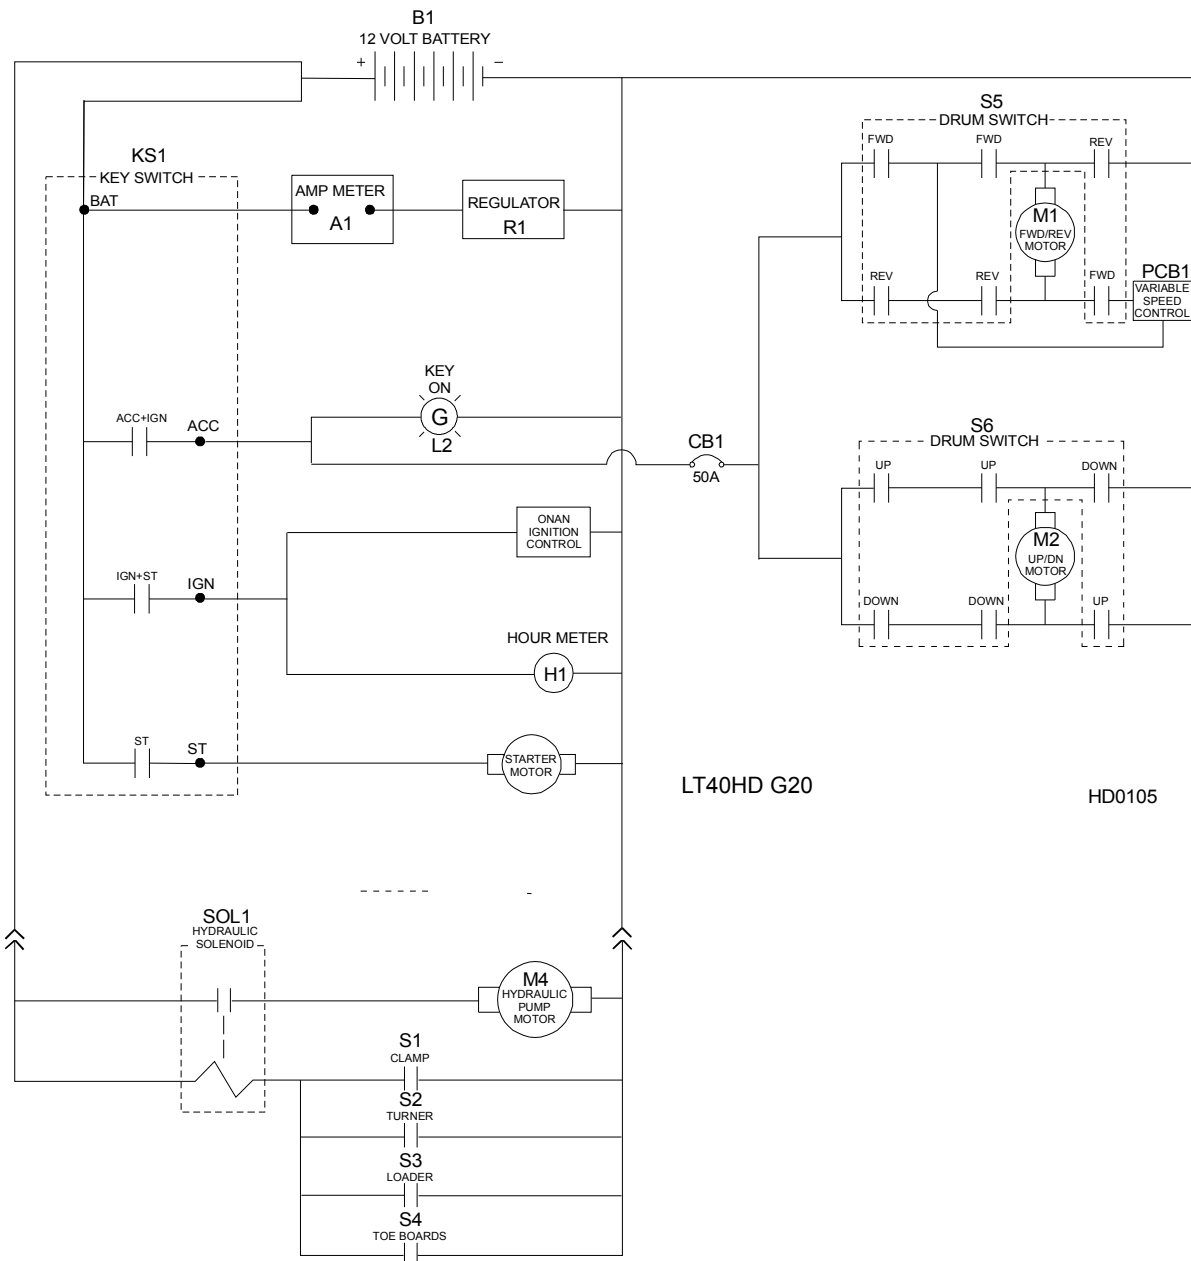 B1
12 VOLT BATTERY
+ –
S5
DRUM SWITCH
FWD FWD REV
KS1
KEY SWITCH
BAT
AMP METER
A1
REGULATOR
R1
M1
FWD/REV
MOTOR
REV REV FWD
PCB1
VARIABLE
SPEED
CONTROL
KEY
ON
G
L2
ACC+IGN
ACC
CB1
50A
S6
DRUM SWITCH
UP UP DOWN
M2
UP/DN
MOTOR
DOWN DOWN UP
ONAN
IGNITION
CONTROL
IGN+ST
IGN
HOUR METER
H1
ST
ST
STARTER
MOTOR
LT40HD G20
HD0105
SOL1
HYDRAULIC
SOLENOID
M4
HYDRAULIC
PUMP
MOTOR
S1
CLAMP
S2
TURNER
S3
LOADER
S4
TOE BOARDS